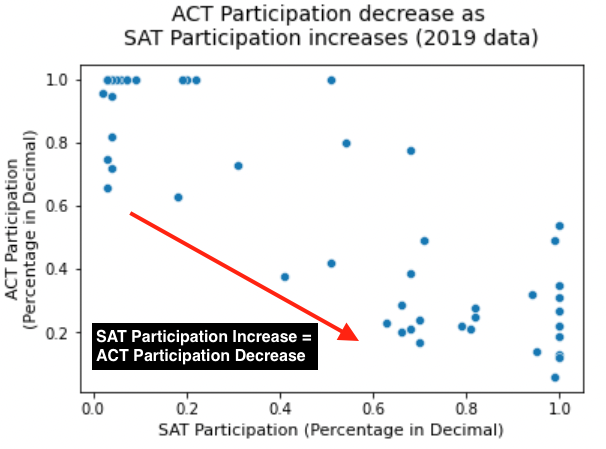 ACT Participation decrease as
SAT Participation increases (2019 data)
ACT Participation
(Percentage in Decimal)
1.0
0.8
0.6
0.4
0.2
SAT Participation Increase =
ACT Participation Decrease
0.0 0.2 0.4 0.6 0.8 1.0
SAT Participation (Percentage in Decimal)